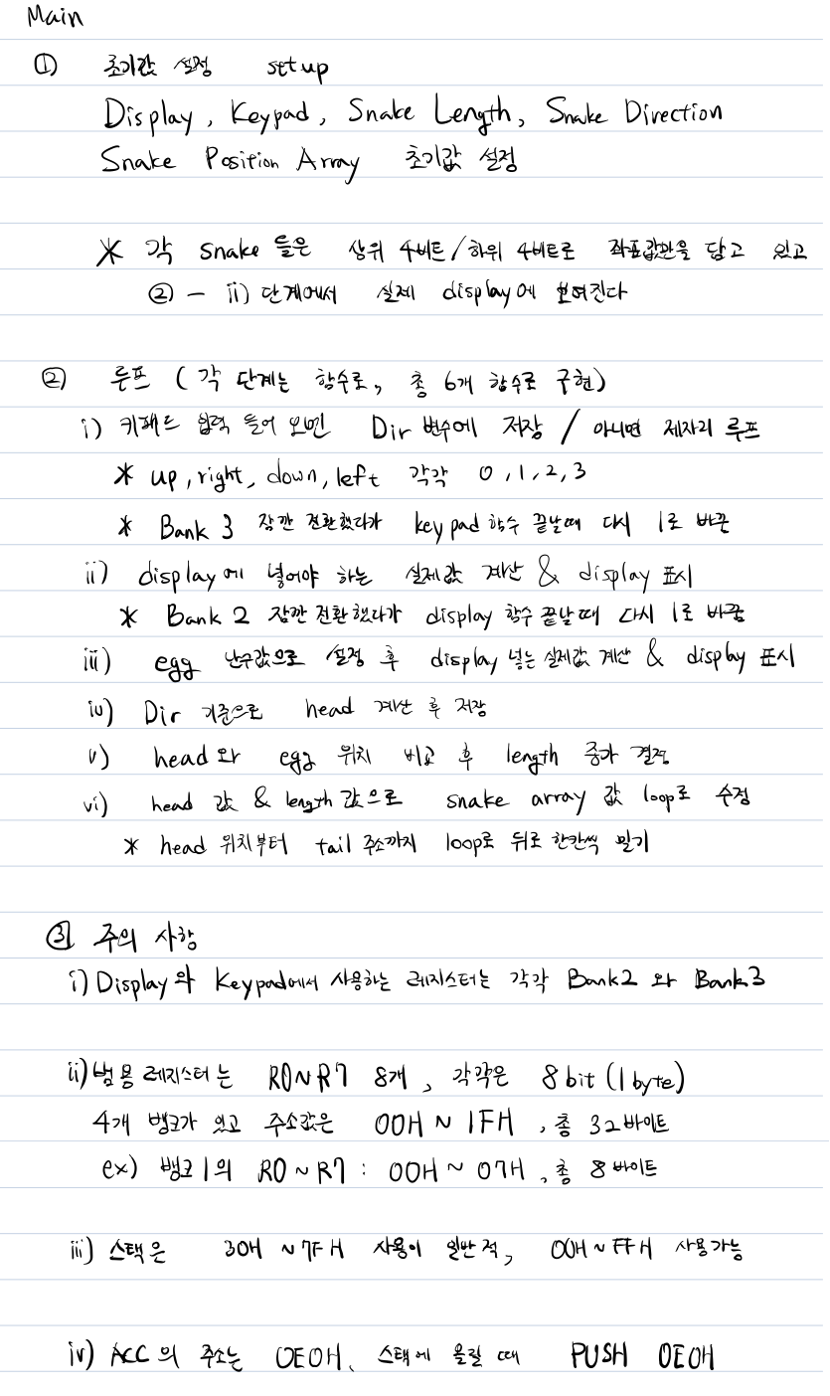 Main
① 초기값 설정 setup
Display, Keypad, Snake Length, Snake Direction
Snake Position Array 초기값 설정
* 각 snake 들은 상위 4비트/하위 4비트로 좌표값만을 담고 있고
② - ii) 단계에서 실제 display에 보여진다
② 루프 (각 단계는 함수로, 총 6개 함수로 구현)
i) 키패드 입력 들어 오면 Dir 변수에 저장 / 아니면 제자리 루프
* up, right, down, left 각각 0, 1, 2, 3
* Bank 3 잠깐 전환했다가 key pad 함수 끝날때 다시 1로 바꾼
ii) display에 넣어야 하는 실제값 계산 & display 표시
* Bank 2 잠깐 전환했다가 display 함수 끝날때 다시 1로 바꿈
iii) egg 난수값으로 설정 후 display 넣는 실제값 계산 & display 표시
iv) Dir 기준으로 head 계산 후 저장
v) head와 egg 위치 비교 후 length 증가 결정
vi) head 값 & length 값으로 snake array 값 loop로 수정
* head 위치부터 tail 주소까지 loop로 뒤로 한칸씩 밀기
③ 주의 사항
i) Display와 Keypad에서 사용하는 레지스터는 각각 Bank2 와 Bank3
ii) 범용 레지스터는 R0~R7 8개, 각각은 8bit (1byte)
4개 뱅크가 있고 주소값은 00H ~ 1FH, 총 32바이트
ex) 뱅크1의 R0 ~ R7 : 00H ~ 07H, 총 8바이트
iii) 스택은 30H ~ 7FH 사용이 일반적, 00H ~ FFH 사용가능
iv) ACC의 주소는 0E0H, 스택에 올릴 때 PUSH 0E0H